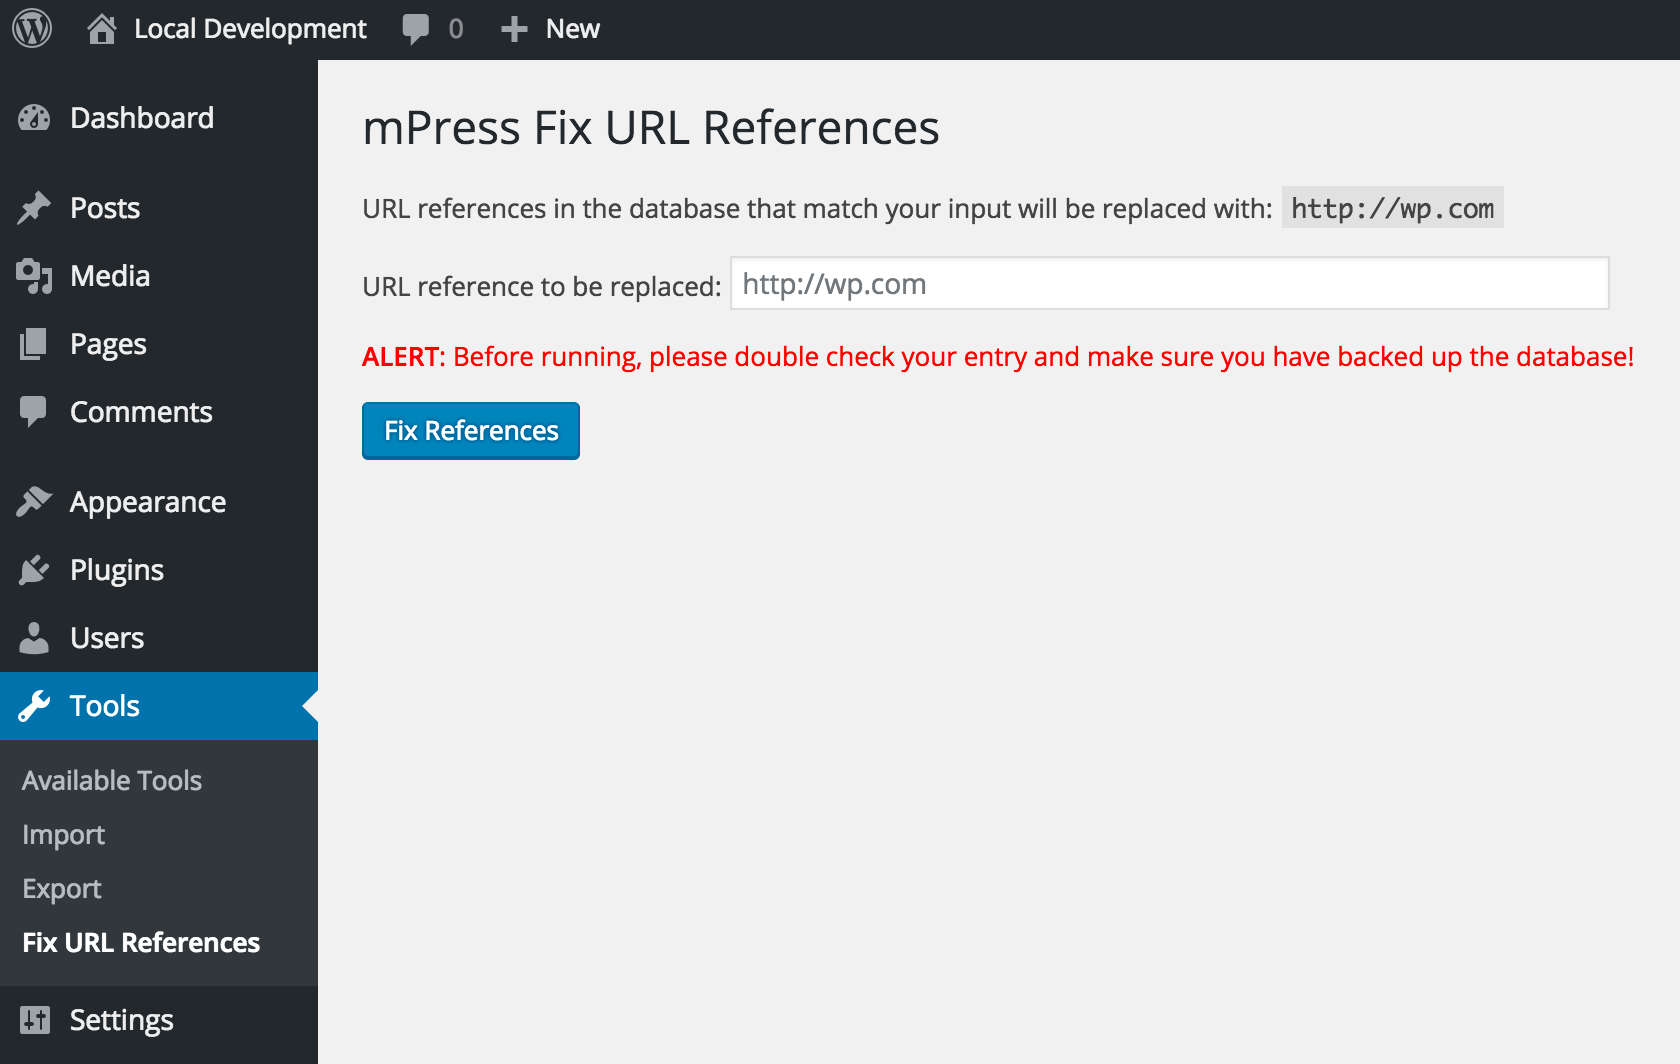 Local Development 0 New
Dashboard
Posts
Media
Pages
Comments
Appearance
Plugins
Users
Tools
Available Tools
Import
Export
Fix URL References
Settings
mPress Fix URL References
URL references in the database that match your input will be replaced with: http://wp.com
URL reference to be replaced: http://wp.com
ALERT: Before running, please double check your entry and make sure you have backed up the database!
Fix References